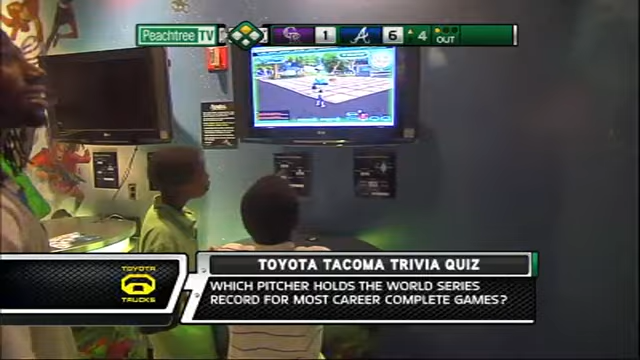 Peachtree TV
CR 1 A 6 4 OUT
TOYOTA TACOMA TRIVIA QUIZ
TOYOTA
TRUCKS
WHICH PITCHER HOLDS THE WORLD SERIES
RECORD FOR MOST CAREER COMPLETE GAMES?